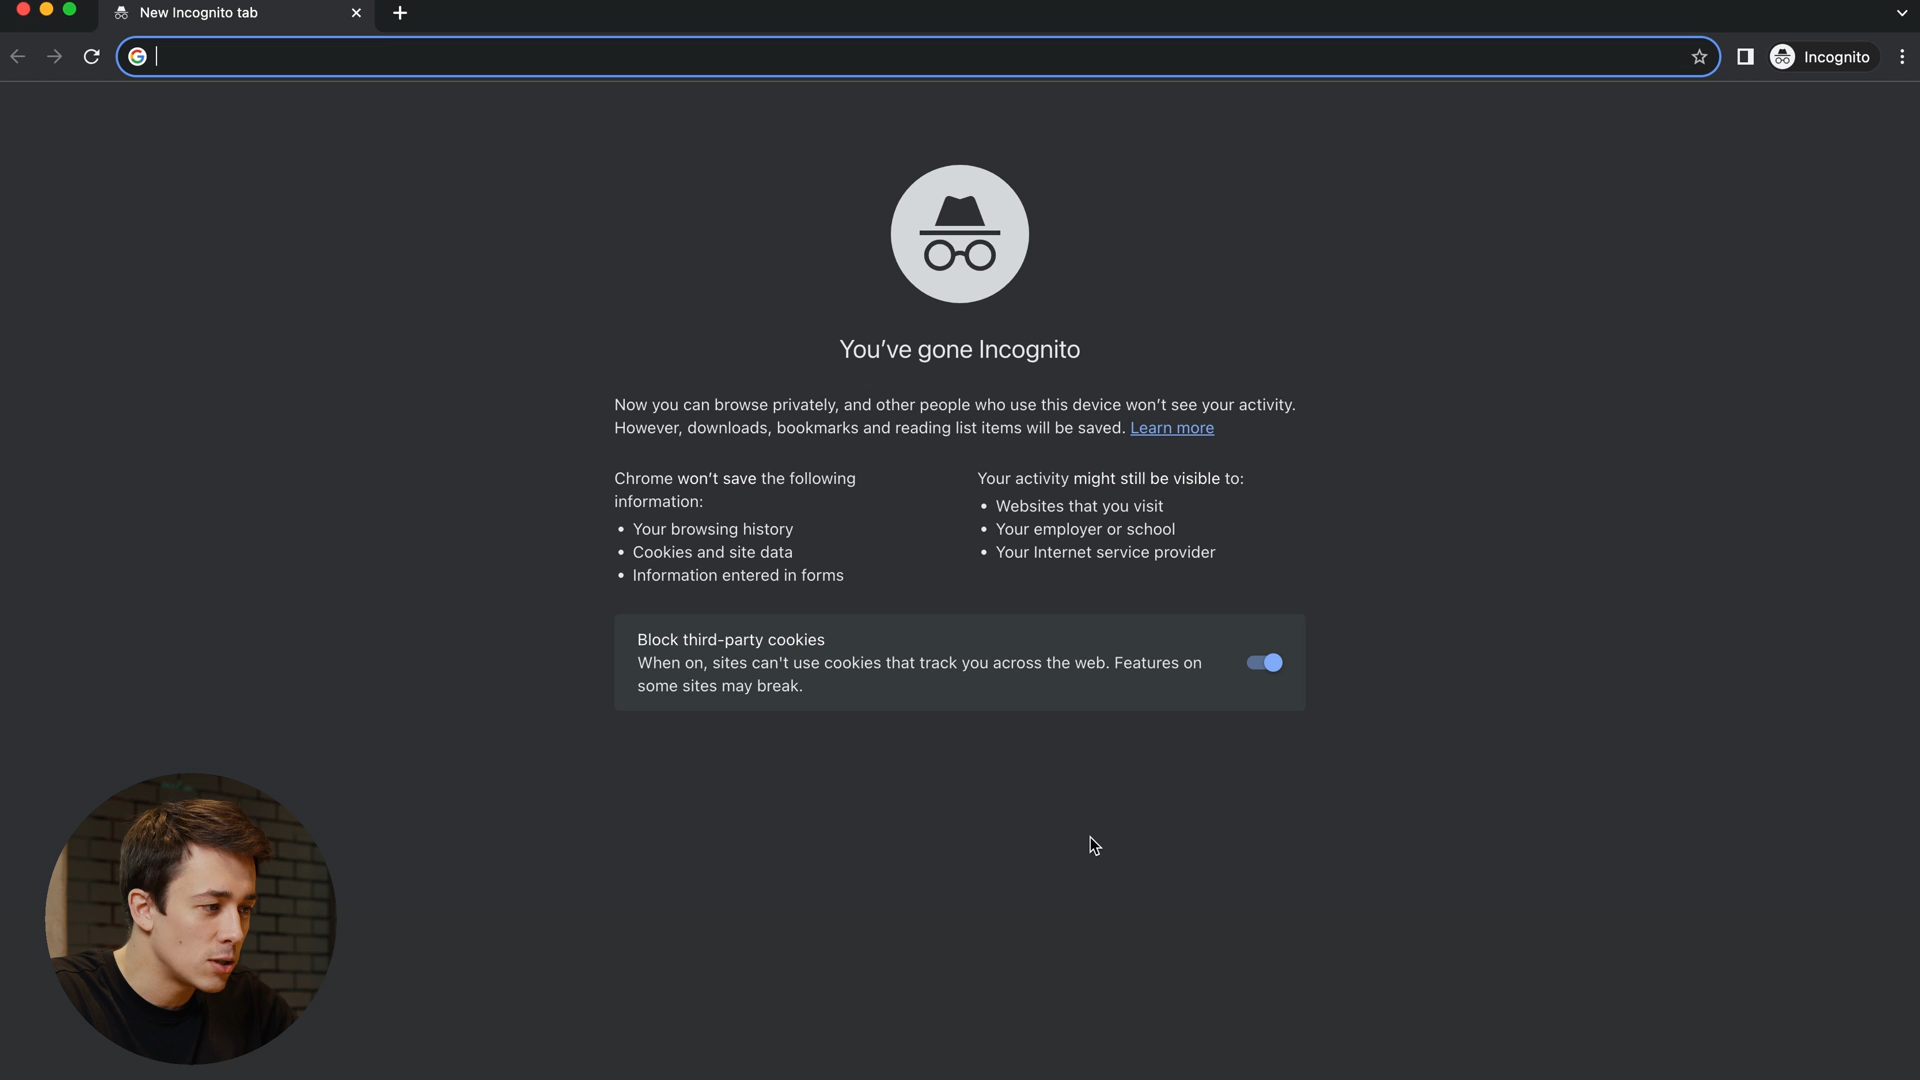 New Incognito tab
Incognito
You've gone Incognito
Now you can browse privately, and other people who use this device won't see your activity.
However, downloads, bookmarks and reading list items will be saved. Learn more
Chrome won't save the following
information:
• Your browsing history
• Cookies and site data
• Information entered in forms
Your activity might still be visible to:
• Websites that you visit
• Your employer or school
• Your Internet service provider
Block third-party cookies
When on, sites can't use cookies that track you across the web. Features on
some sites may break.